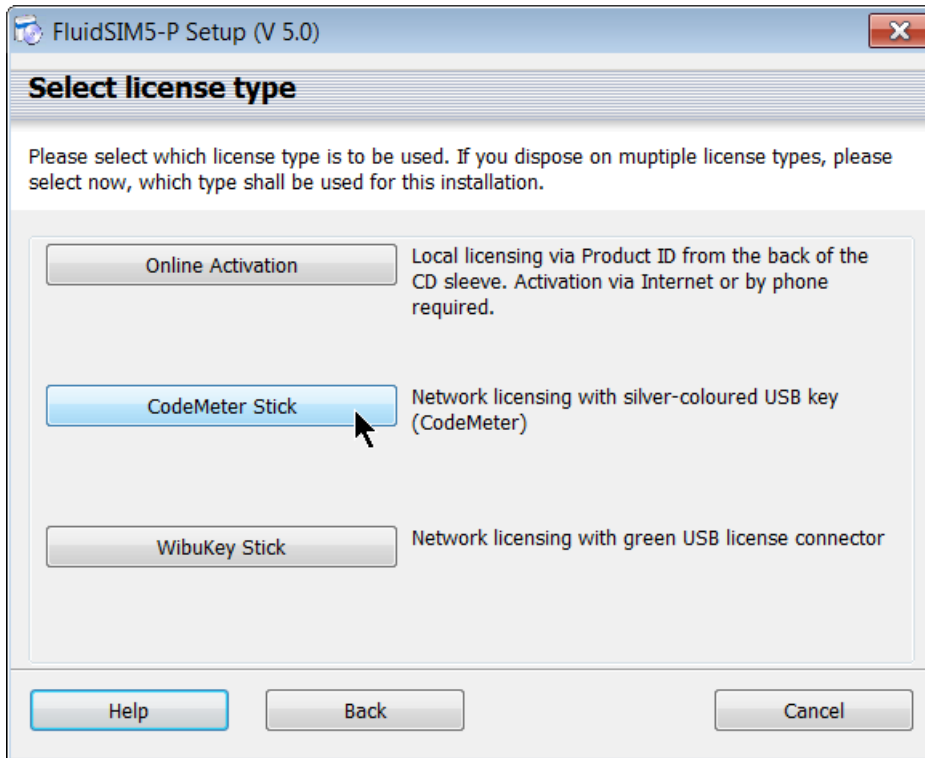 FluidSIM5-P Setup (V 5.0)
Select license type
Please select which license type is to be used. If you dispose on muptiple license types, please
select now, which type shall be used for this installation.
Online Activation
Local licensing via Product ID from the back of the
CD sleeve. Activation via Internet or by phone
required.
CodeMeter Stick
Network licensing with silver-coloured USB key
(CodeMeter)
WibuKey Stick
Network licensing with green USB license connector
Help
Back
Cancel